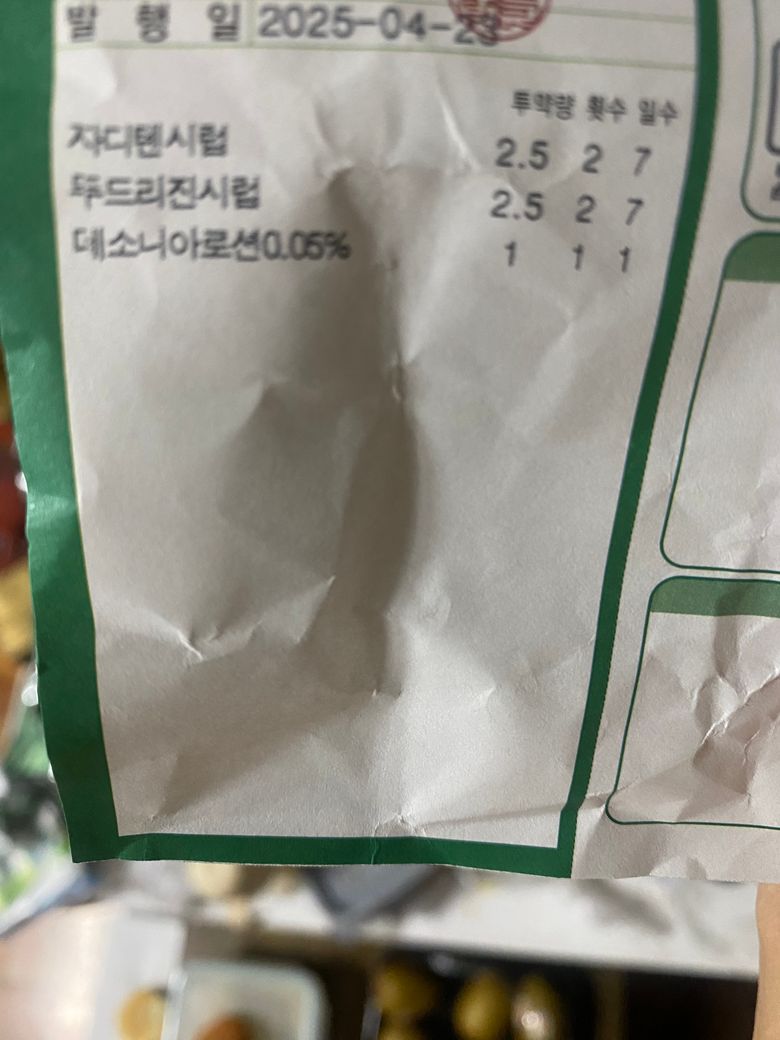 발 행 일 2025-04-23
투약량 횟수 일수
자디텐시럽 2.5 2 7
뚜드리진시럽 2.5 2 7
데소니아로션0.05% 1 1 1